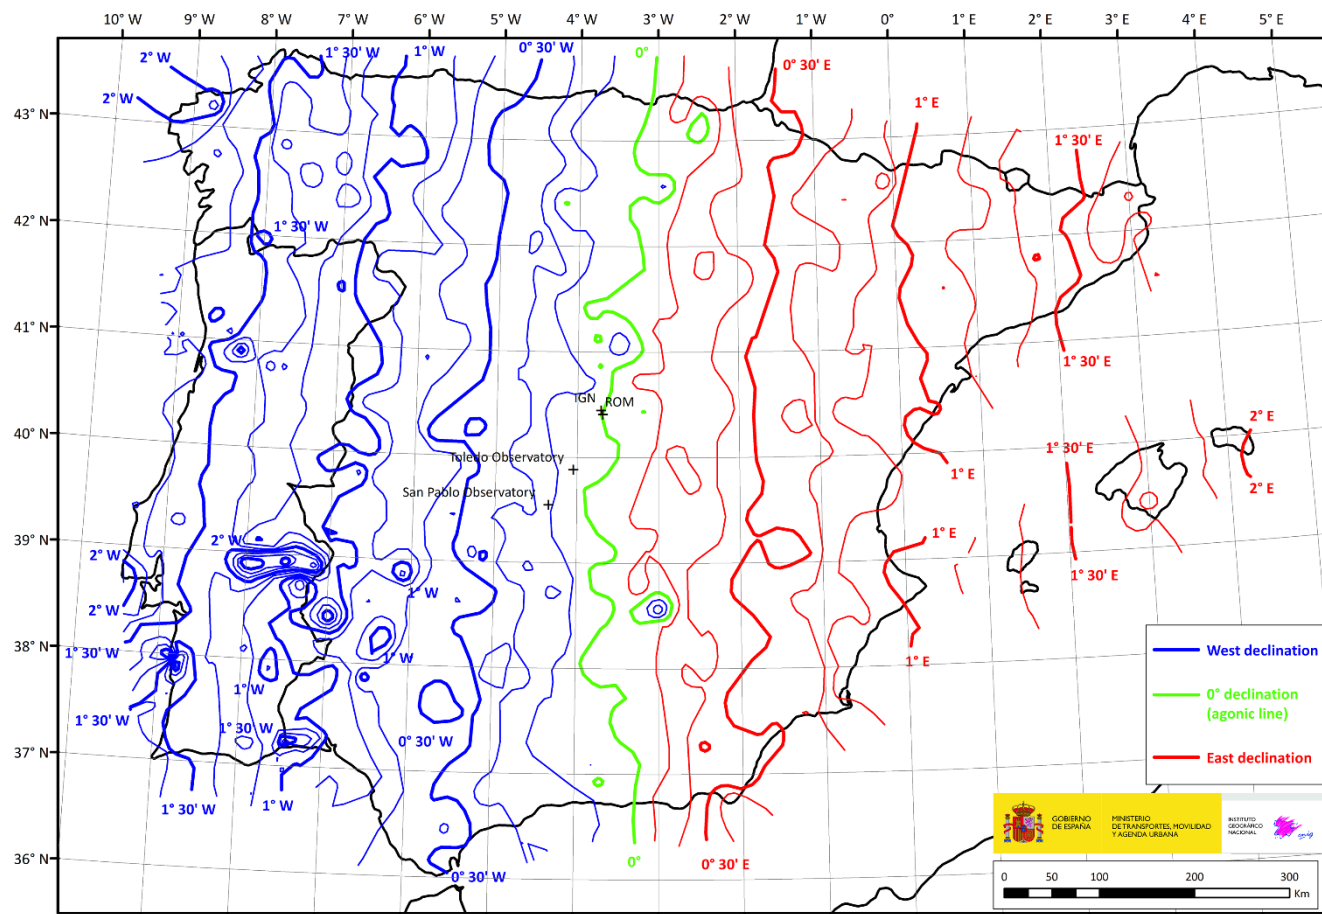 10° W 9° W 8° W 7° W 6° W 5° W 4° W 3° W 2° W 1° W 0° 1° E 2° E 3° E 4° E 5° E
2° W
1° 30' W
1° W
0° 30' W
0°
0° 30' E
2° W
43° N
1° E
1° 30' E
42° N
1° 30' W
41° N
1° 30' E
IGN
ROM
40° N
2° E
1° 30' E
Toledo Observatory
1° E
San Pablo Observatory
2° E
39° N
2° W
2° W
1° E
1° 30' E
1° W
2° W
38° N
1° 30' W
1° W
1° E
1° W
1° 30' W
1° 30' W
0° 30' W
37° N
1° 30' W
1° W
36° N
0°
0° 30' E
0° 30' W
West declination
0° declination
(agonic line)
East declination
GOBIERNO
DE ESPAÑA
MINISTERIO
DE TRANSPORTES, MOVILIDAD
Y AGENDA URBANA
INSTITUTO
GEOGRÁFICO
NACIONAL
0 50 100 200 300
Km